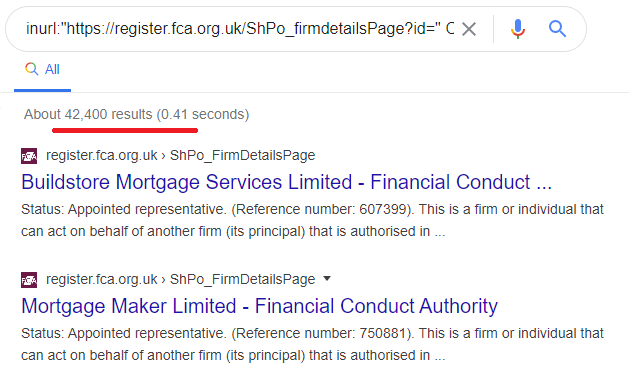 inurl:"https://register.fca.org.uk/ShPo_firmdetailsPage?id=" C
All
About 42,400 results (0.41 seconds)
FCA register.fca.org.uk › ShPo_FirmDetailsPage
Buildstore Mortgage Services Limited - Financial Conduct ...
Status: Appointed representative. (Reference number: 607399). This is a firm or individual that
can act on behalf of another firm (its principal) that is authorised in ...
FCA register.fca.org.uk › ShPo_FirmDetailsPage
Mortgage Maker Limited - Financial Conduct Authority
Status: Appointed representative. (Reference number: 750881). This is a firm or individual that
can act on behalf of another firm (its principal) that is authorised in ...